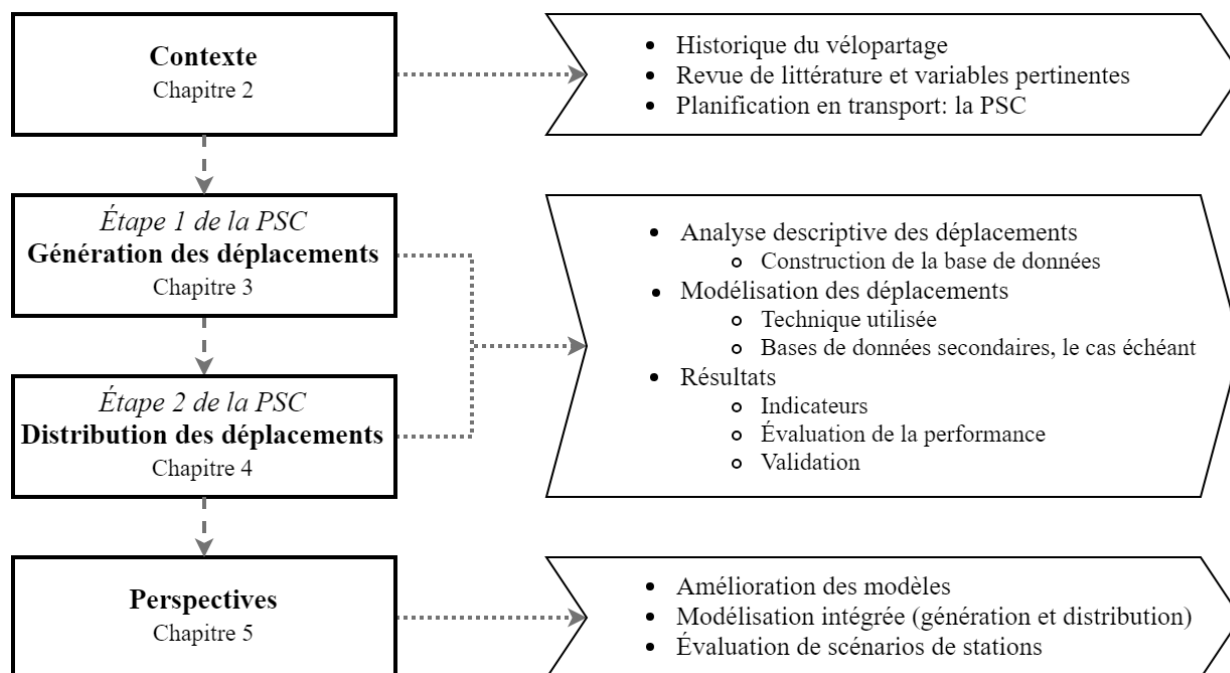 Contexte
Chapitre 2
• Historique du vélopartage
• Revue de littérature et variables pertinentes
• Planification en transport: la PSC
Étape 1 de la PSC
Génération des déplacements
Chapitre 3
Étape 2 de la PSC
Distribution des déplacements
Chapitre 4
• Analyse descriptive des déplacements
o Construction de la base de données
• Modélisation des déplacements
o Technique utilisée
o Bases de données secondaires, le cas échéant
• Résultats
o Indicateurs
o Évaluation de la performance
o Validation
Perspectives
Chapitre 5
• Amélioration des modèles
• Modélisation intégrée (génération et distribution)
• Évaluation de scénarios de stations